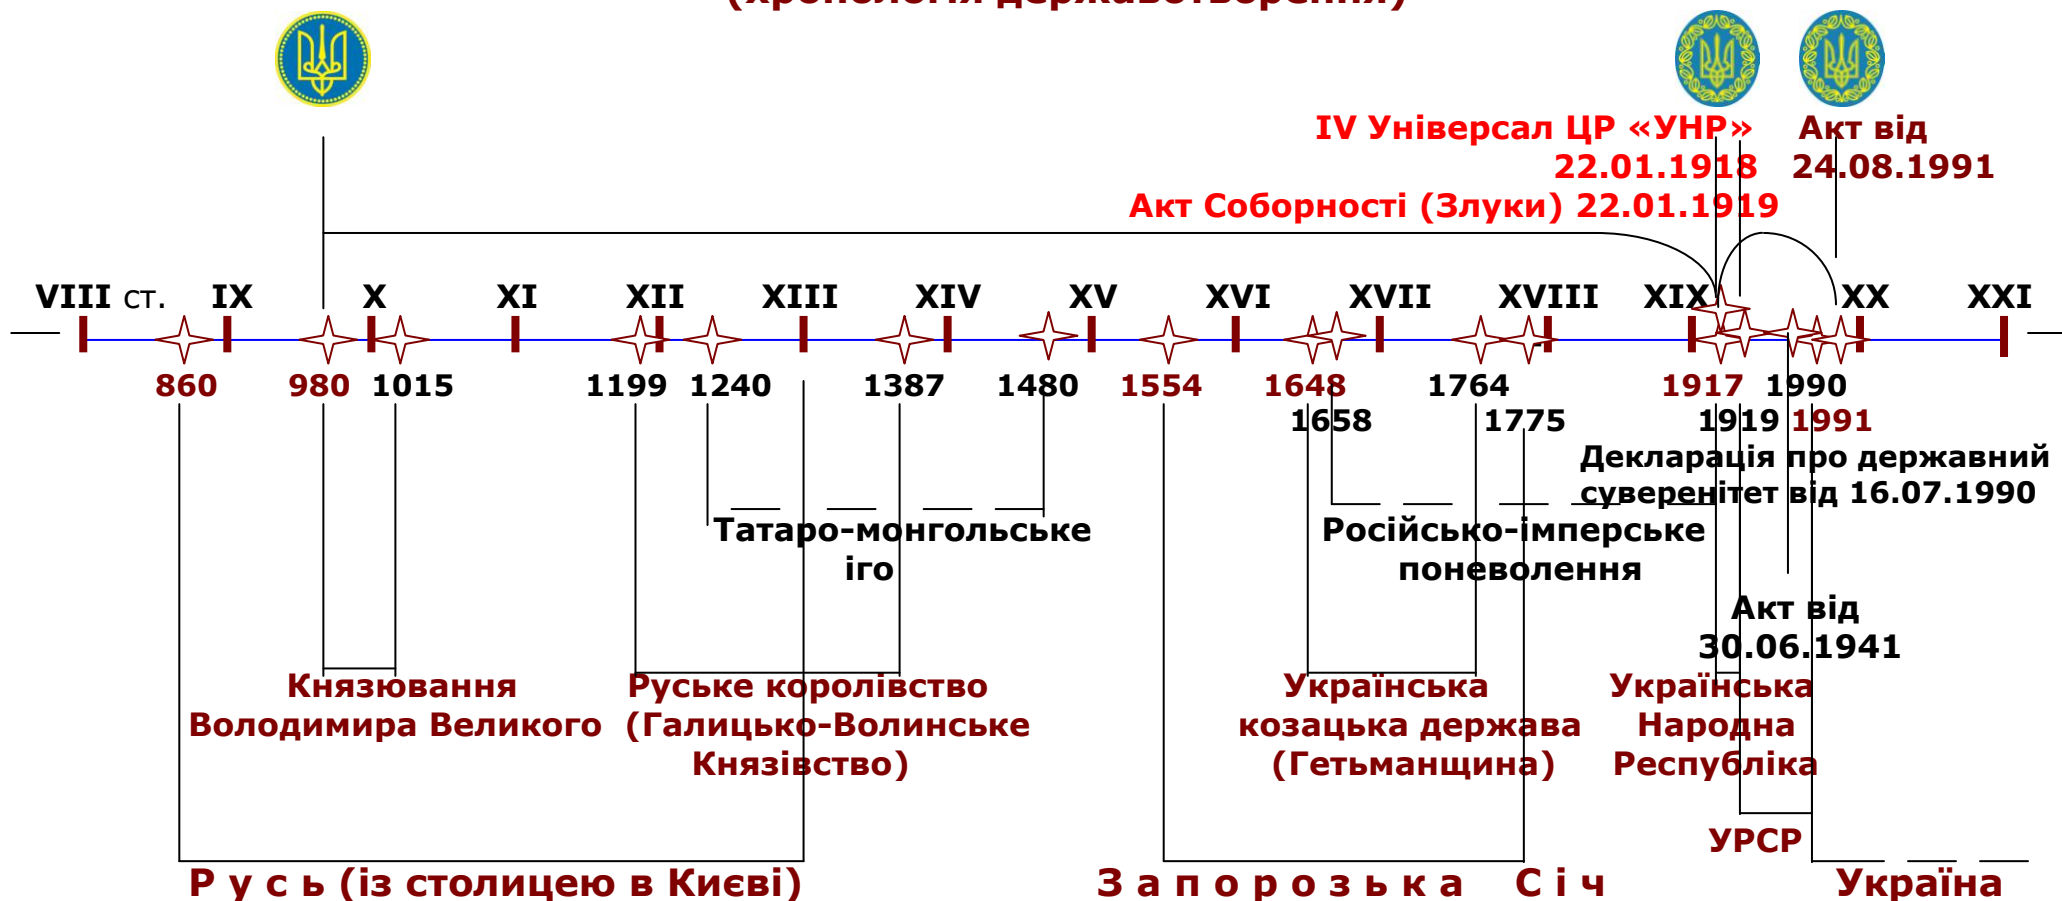 (хронологія державотворення)
IV Універсал ЦР «УНР»
22.01.1918
Акт Соборності (Злуки) 22.01.1919
Акт від
24.08.1991
VIII ст. IX X XI XII XIII XIV XV XVI XVII XVIII XIX XX XXI
860 980 1015 1199 1240 1387 1480 1554 1648 1764 1917 1990
1658 1775 1919 1991
Декларація про державний
суверенітет від 16.07.1990
Татаро-монгольське
іго
Російсько-імперське
поневолення
Акт від
30.06.1941
Князювання
Володимира Великого
Руське королівство
(Галицько-Волинське
Князівство)
Українська
козацька держава
(Гетьманщина)
Українська
Народна
Республіка
УРСР
Р у с ь (із столицею в Києві)
З а п о р о з ь к а С і ч
Україна